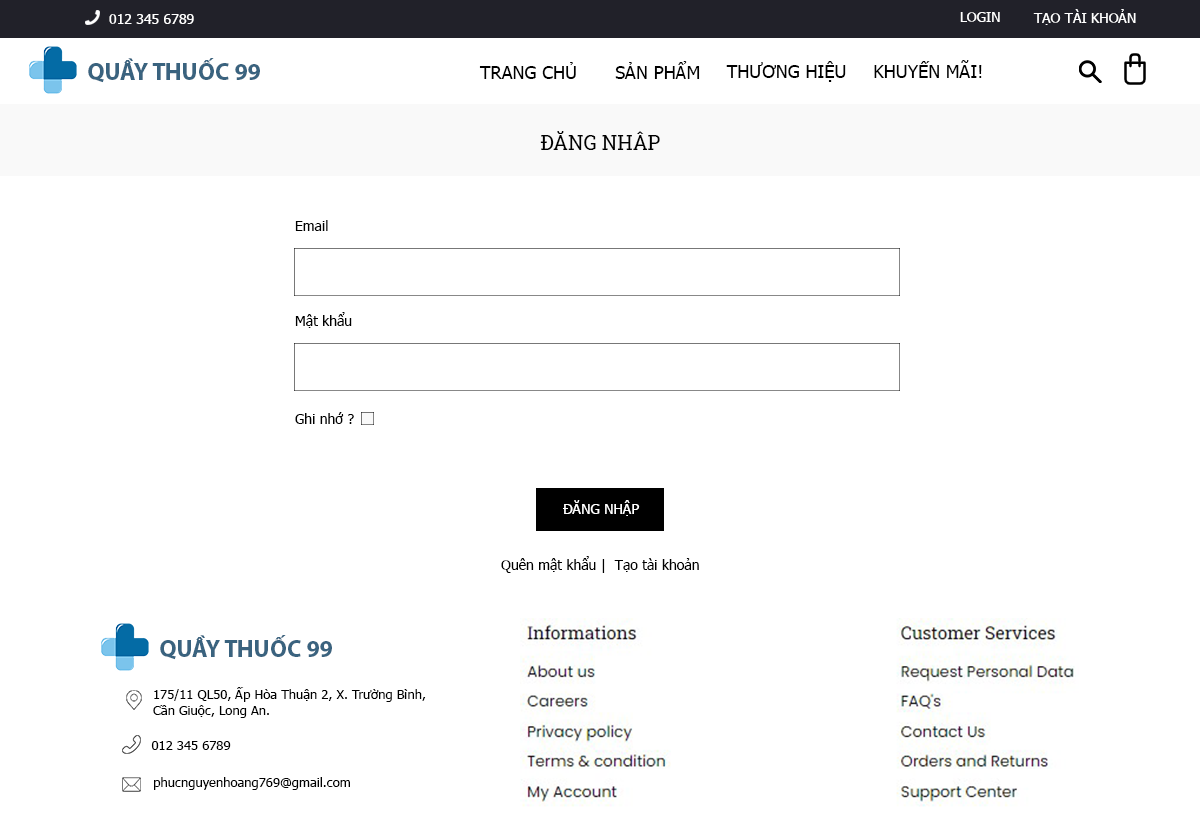 012 345 6789
LOGIN
TẠO TÀI KHOẢN
QUẦY THUỐC 99
TRANG CHỦ
SẢN PHẨM
THƯƠNG HIỆU
KHUYẾN MÃI!
ĐĂNG NHÂP
Email
Mật khẩu
Ghi nhớ ?
ĐĂNG NHẬP
Quên mật khẩu | Tạo tài khoản
QUẦY THUỐC 99
175/11 QL50, Ấp Hòa Thuận 2, X. Trường Bình,
Cần Giuộc, Long An.
012 345 6789
phucnguyenhoang769@gmail.com
Informations
About us
Careers
Privacy policy
Terms & condition
My Account
Customer Services
Request Personal Data
FAQ's
Contact Us
Orders and Returns
Support Center